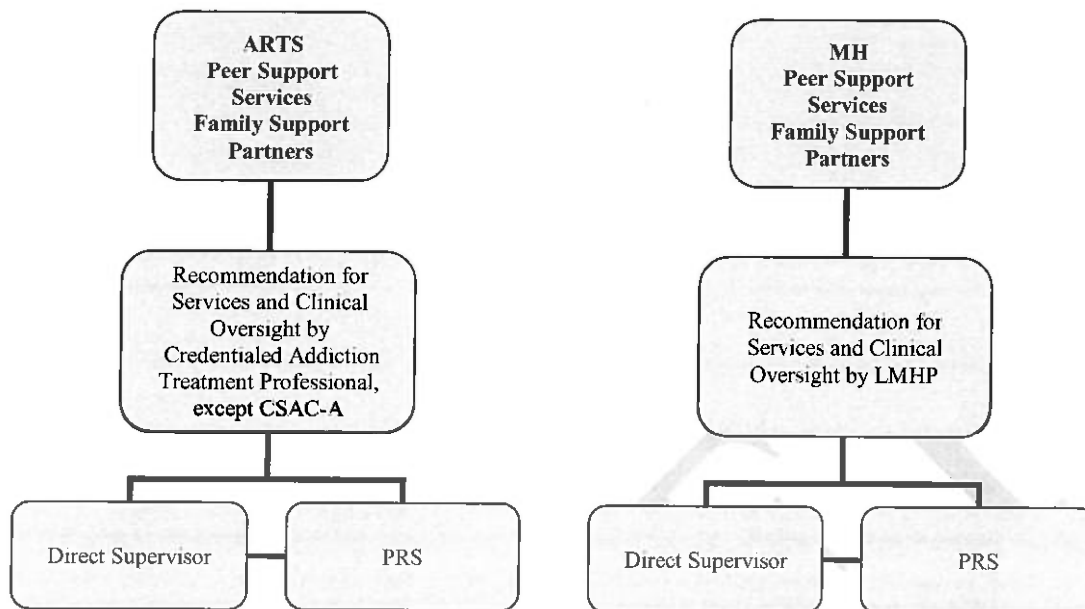 ARTS
Peer Support
Services
Family Support
Partners
MH
Peer Support
Services
Family Support
Partners
Recommendation for
Services and Clinical
Oversight by
Credentialed Addiction
Treatment Professional,
except CSAC-A
Recommendation for
Services and Clinical
Oversight by LMHP
Direct Supervisor
PRS
Direct Supervisor
PRS